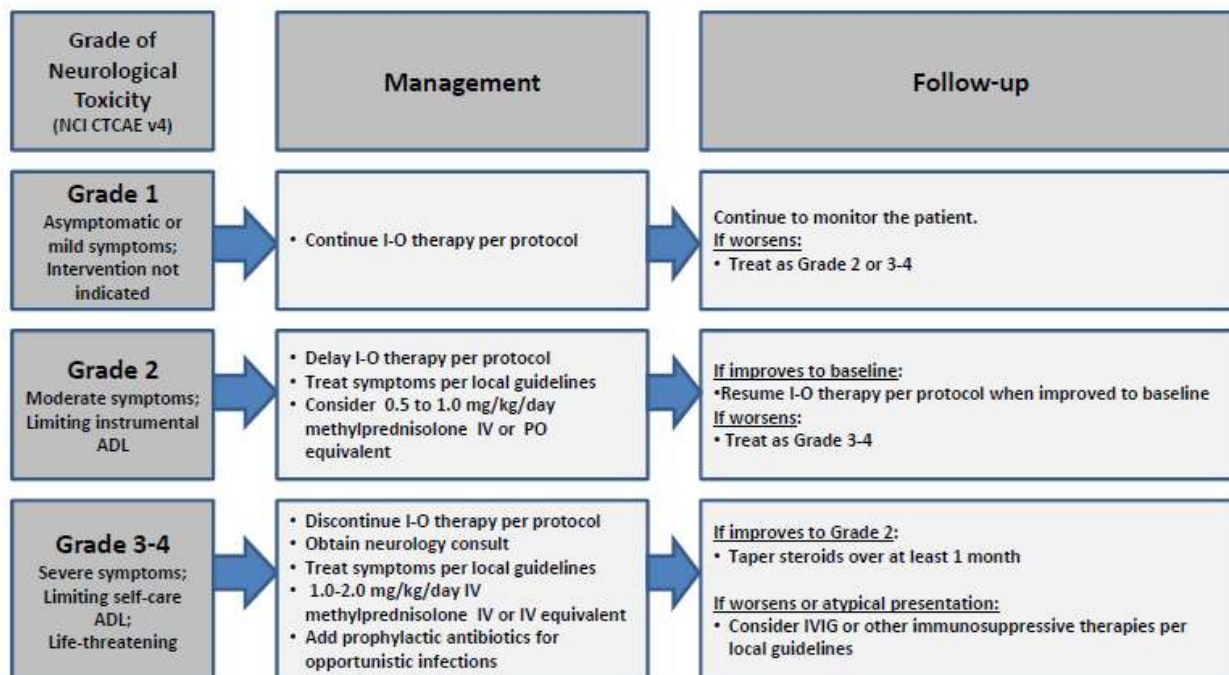 Grade of
Neurological
Toxicity
(NCI CTCAE v4)
Management
Follow-up
Grade 1
Asymptomatic or
mild symptoms;
Intervention not
indicated
• Continue I-O therapy per protocol
Continue to monitor the patient.
If worsens:
• Treat as Grade 2 or 3-4
Grade 2
Moderate symptoms;
Limiting instrumental
ADL
• Delay I-O therapy per protocol
• Treat symptoms per local guidelines
• Consider 0.5 to 1.0 mg/kg/day
methylprednisolone IV or PO
equivalent
If improves to baseline:
•Resume I-O therapy per protocol when improved to baseline
If worsens:
• Treat as Grade 3-4
Grade 3-4
Severe symptoms;
Limiting self-care
ADL;
Life-threatening
• Discontinue I-O therapy per protocol
• Obtain neurology consult
• Treat symptoms per local guidelines
• 1.0-2.0 mg/kg/day IV
methylprednisolone IV or IV equivalent
• Add prophylactic antibiotics for
opportunistic infections
If improves to Grade 2:
• Taper steroids over at least 1 month
If worsens or atypical presentation:
• Consider IVIG or other immunosuppressive therapies per
local guidelines